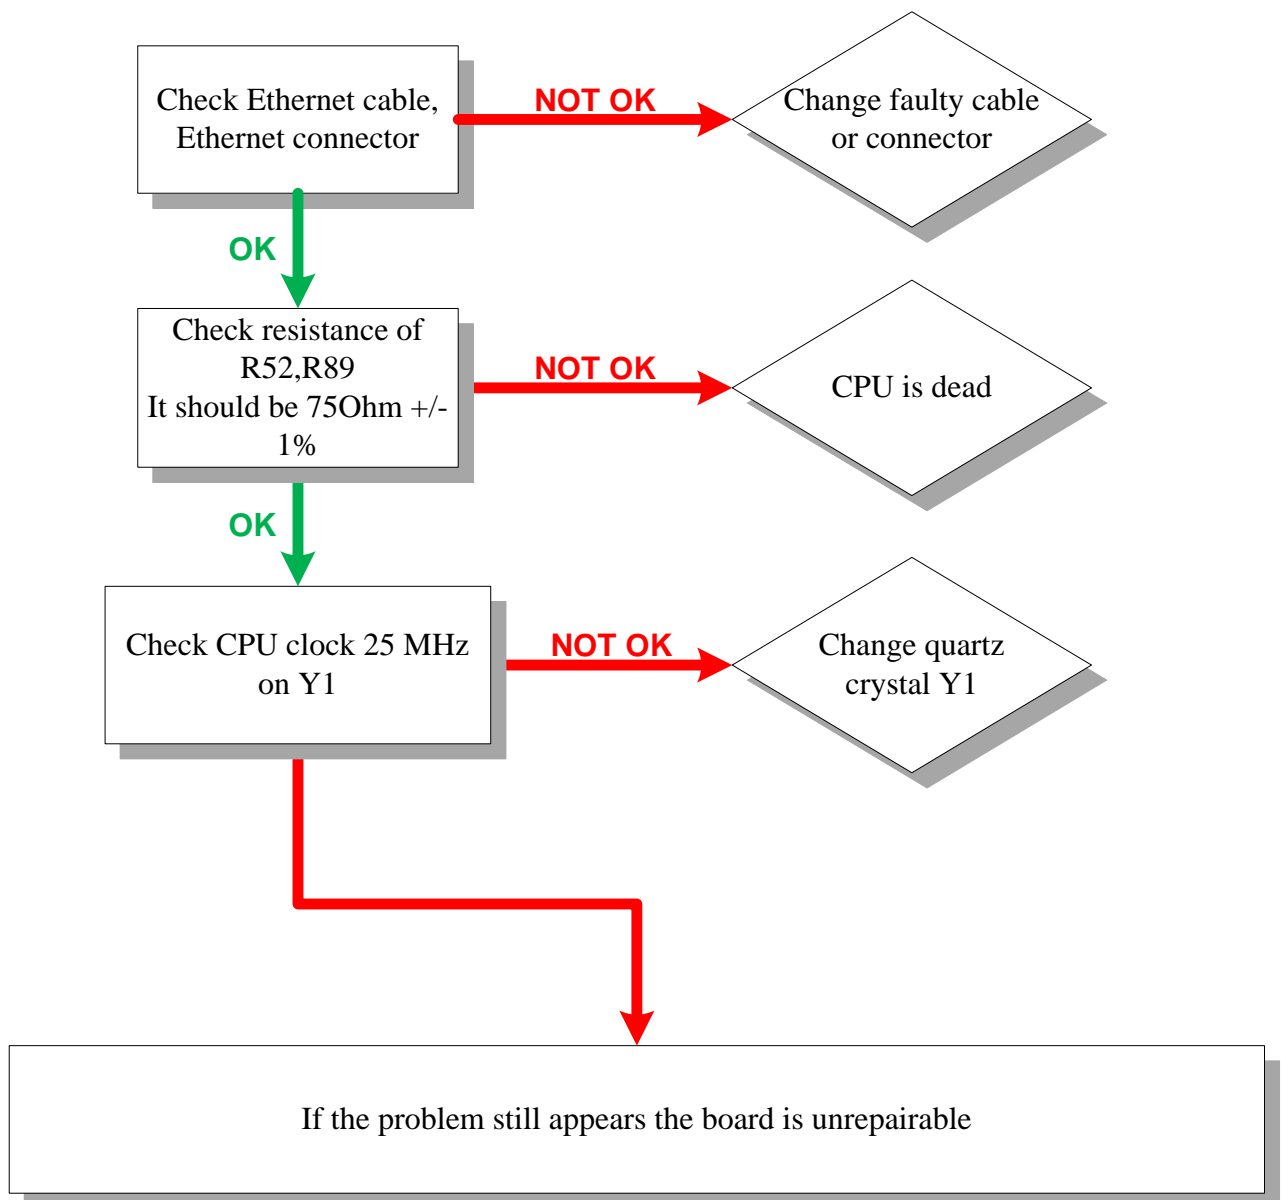 Check Ethernet cable,
Ethernet connector
NOT OK
Change faulty cable
or connector
OK
Check resistance of
R52,R89
It should be 75Ohm +/-
1%
NOT OK
CPU is dead
OK
Check CPU clock 25 MHz
on Y1
NOT OK
Change quartz
crystal Y1
If the problem still appears the board is unrepairable